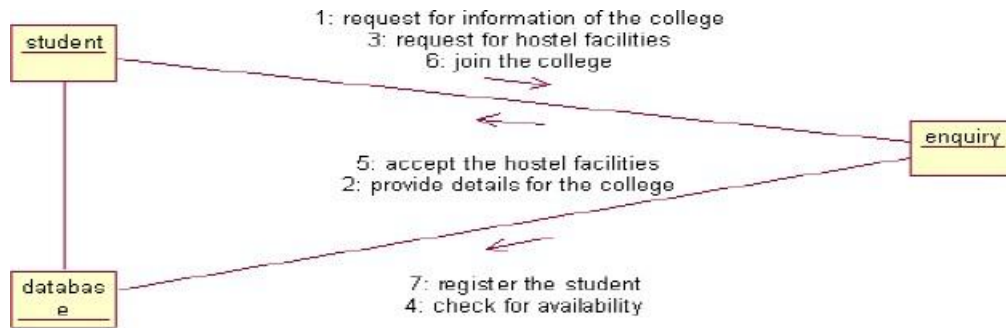 1: request for information of the college
3: request for hostel facilities
6: join the college
student
enquiry
5: accept the hostel facilities
2: provide details for the college
databas
e
7: register the student
4: check for availability